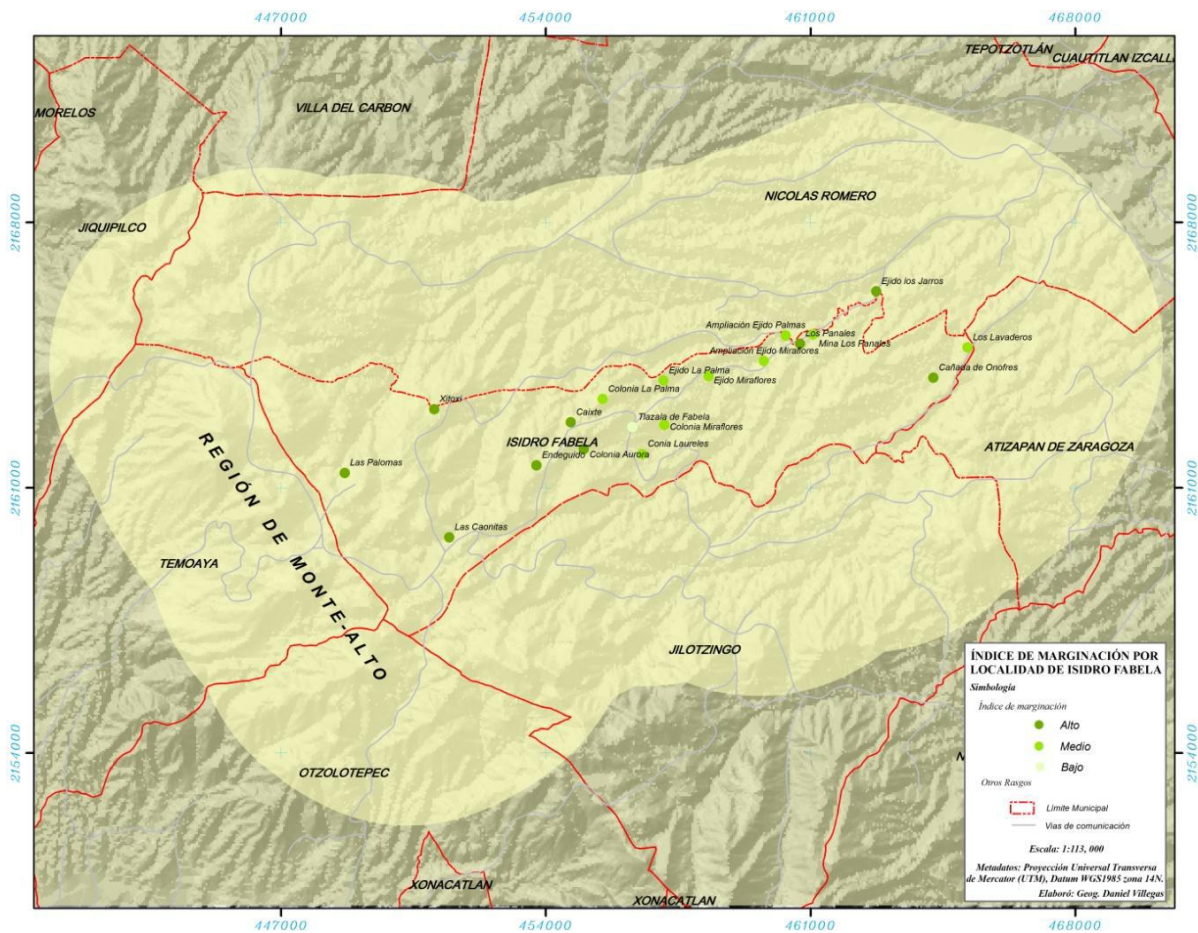 447000
454000
461000
468000
TEPOTZOTLÁN
CUAUTITLAN IZCALL
MORELOS
VILLA DEL CARBON
NICOLAS ROMERO
JIQUIPILCO
2168000
2168000
Ejido los Jarros
Ampliación Ejido Palmas
Los Panales
Mina Los Panales
Los Lavaderos
Ampliación Ejido Miraflores
Ejido La Palma
Ejido Miraflores
Cañada de Onofres
Colonia La Palma
Xitoxi
Caixte
Tlazala de Fabela
Colonia Miraflores
ISIDRO FABELA
Conia Laureles
Endeguido
Colonia Aurora
ATIZAPAN DE ZARAGOZA
Las Palomas
2161000
2161000
REGIÓN DE MONTE-ALTO
Las Caonitas
TEMOAYA
JILOTZINGO
ÍNDICE DE MARGINACIÓN POR
LOCALIDAD DE ISIDRO FABELA
Simbología
Índice de marginación
Alto
Medio
Bajo
Otros Rasgos
Límite Municipal
Vias de comunicación
Escala: 1:113, 000
Metadatos: Proyección Universal Transversa
de Mercator (UTM), Datum WGS1985 zona 14N.
Elaboró: Geog. Daniel Villegas
2154000
2154000
N
OTZOLOTEPEC
XONACATLAN
XONACATLAN
447000
454000
461000
468000